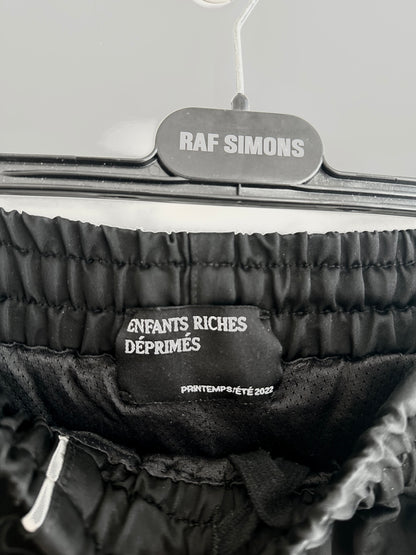 RAF SIMONS
ENFANTS RICHES
DÉPRIMÉS
PRINTEMPS/ÉTÉ 2022